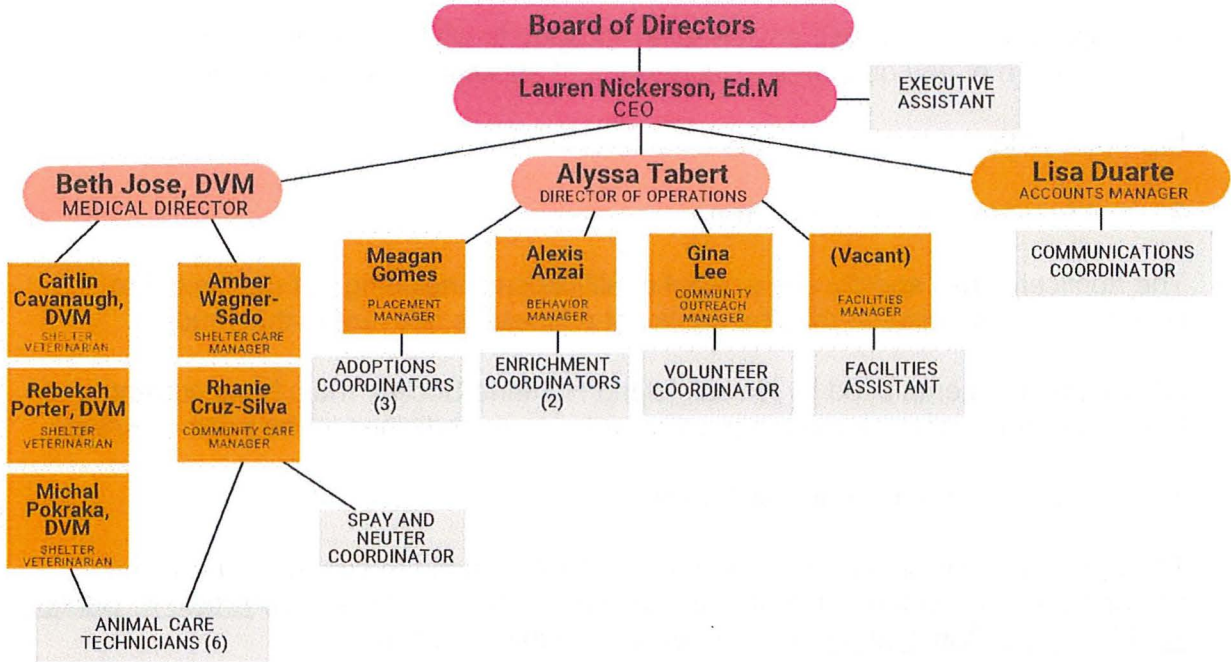 Board of Directors
Lauren Nickerson, Ed.M
CEO
EXECUTIVE
ASSISTANT
Beth Jose, DVM
MEDICAL DIRECTOR
Alyssa Tabert
DIRECTOR OF OPERATIONS
Lisa Duarte
ACCOUNTS MANAGER
Caitlin
Cavanaugh,
DVM
SHELTER
VETERINARIAN
Amber
Wagner-
Sado
SHELTER CARE
MANAGER
Meagan
Gomes
PLACEMENT
MANAGER
Alexis
Anzai
BEHAVIOR
MANAGER
Gina
Lee
COMMUNITY
OUTREACH
MANAGER
(Vacant)
FACILITIES
MANAGER
COMMUNICATIONS
COORDINATOR
ADOPTIONS
COORDINATORS
(3)
ENRICHMENT
COORDINATORS
(2)
VOLUNTEER
COORDINATOR
FACILITIES
ASSISTANT
Rebekah
Porter, DVM
SHELTER
VETERINARIAN
Rhanie
Cruz-Silva
COMMUNITY CARE
MANAGER
Michal
Pokraka,
DVM
SHELTER
VETERINARIAN
SPAY AND
NEUTER
COORDINATOR
ANIMAL CARE
TECHNICIANS (6)